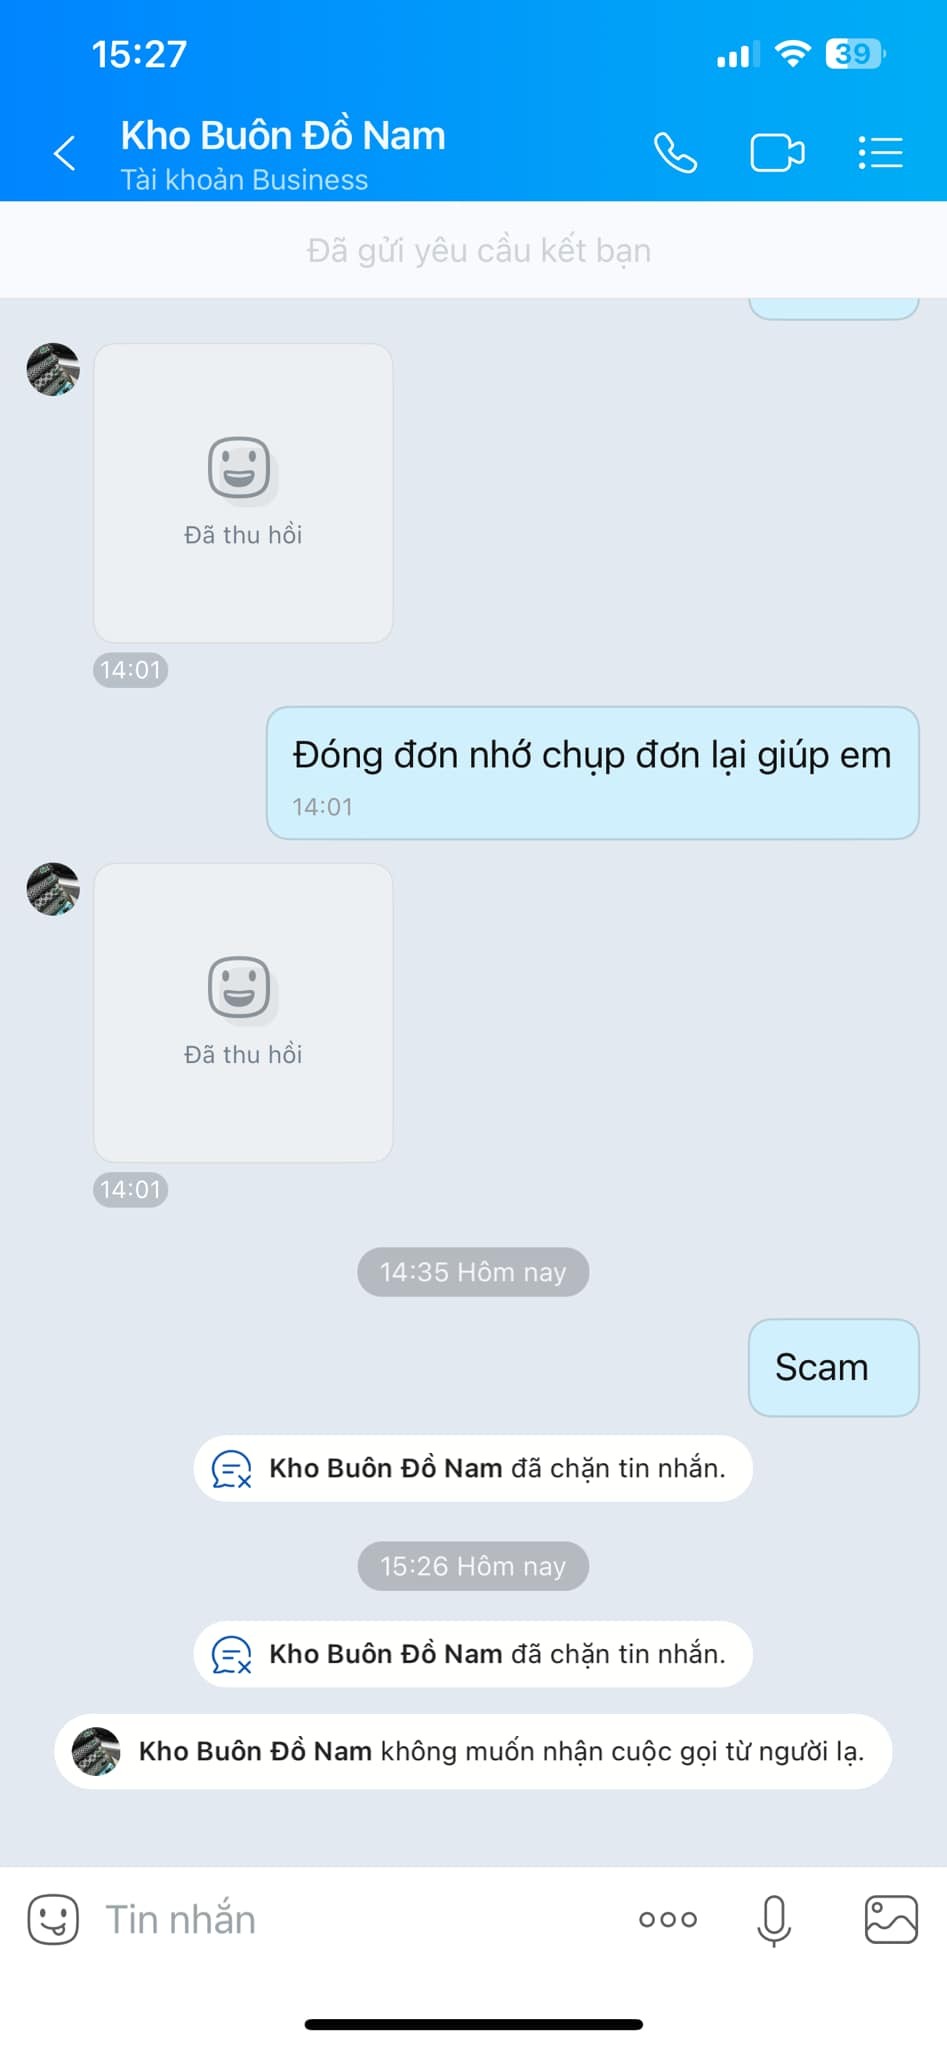 15:27
39
Kho Buôn Đồ Nam
Tài khoản Business
Đã gửi yêu cầu kết bạn
Đã thu hồi
14:01
Đóng đơn nhớ chụp đơn lại giúp em
14:01
Đã thu hồi
14:01
14:35 Hôm nay
Scam
Kho Buôn Đồ Nam đã chặn tin nhắn.
15:26 Hôm nay
Kho Buôn Đồ Nam đã chặn tin nhắn.
Kho Buôn Đồ Nam không muốn nhận cuộc gọi từ người lạ.
Tin nhắn